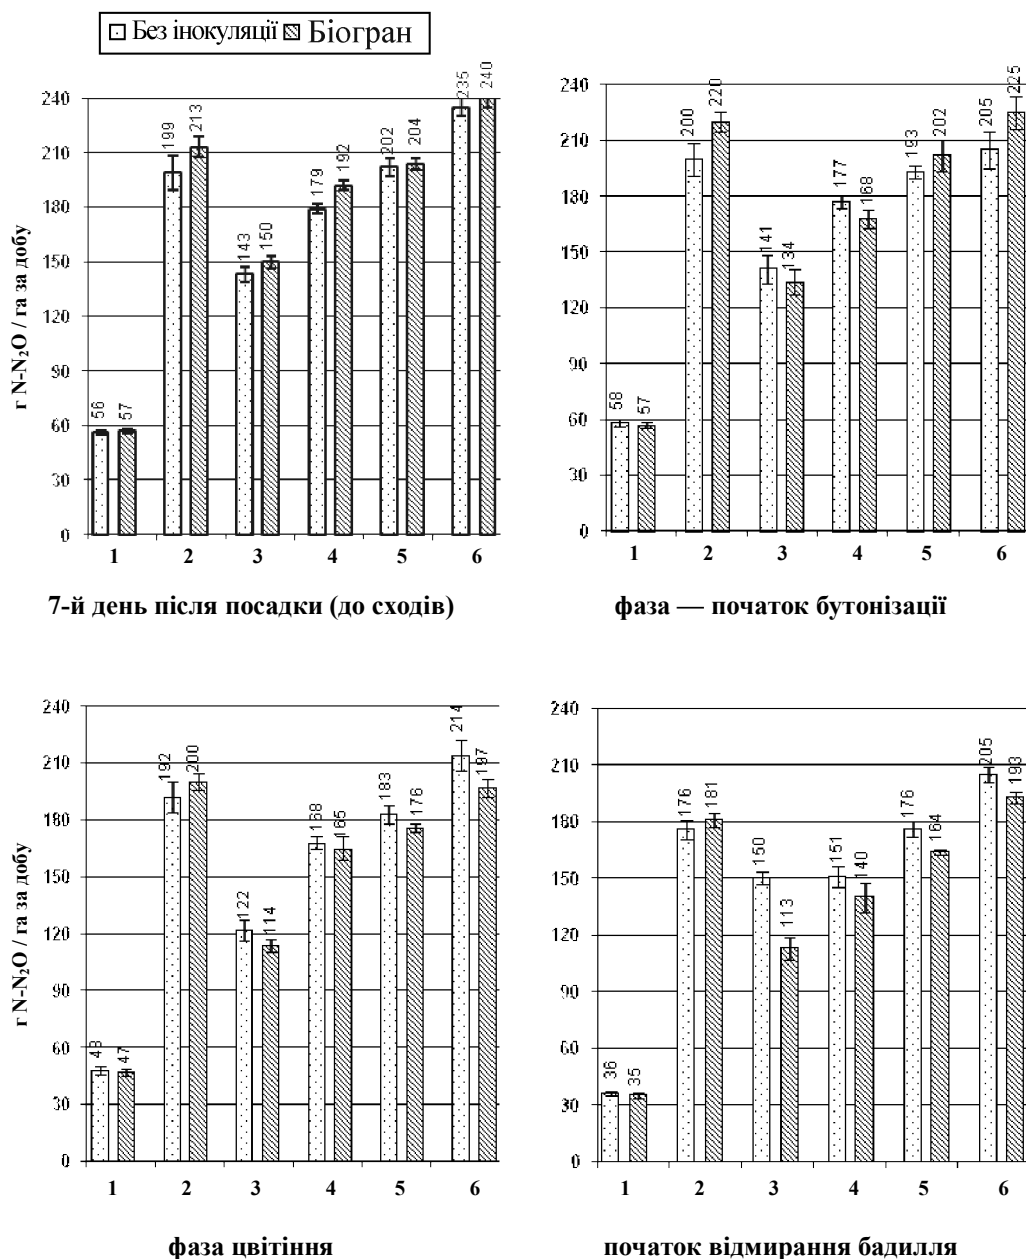 Без інокуляції Біогран
г N-N₂O / га за добу
240
210
180
150
120
90
60
30
0
56 57 199 213 143 150 179 192 202 204 235 240
1 2 3 4 5 6
7-й день після посадки (до сходів)
240
210
180
150
120
90
60
30
0
58 57 200 220 141 134 177 168 193 202 205 225
1 2 3 4 5 6
фаза — початок бутонізації
г N-N₂O / га за добу
240
210
180
150
120
90
60
30
0
48 47 192 200 122 114 168 165 183 176 214 197
1 2 3 4 5 6
фаза цвітіння
240
210
180
150
120
90
60
30
0
36 35 176 181 150 113 151 140 176 164 205 193
1 2 3 4 5 6
початок відмирання бадилля